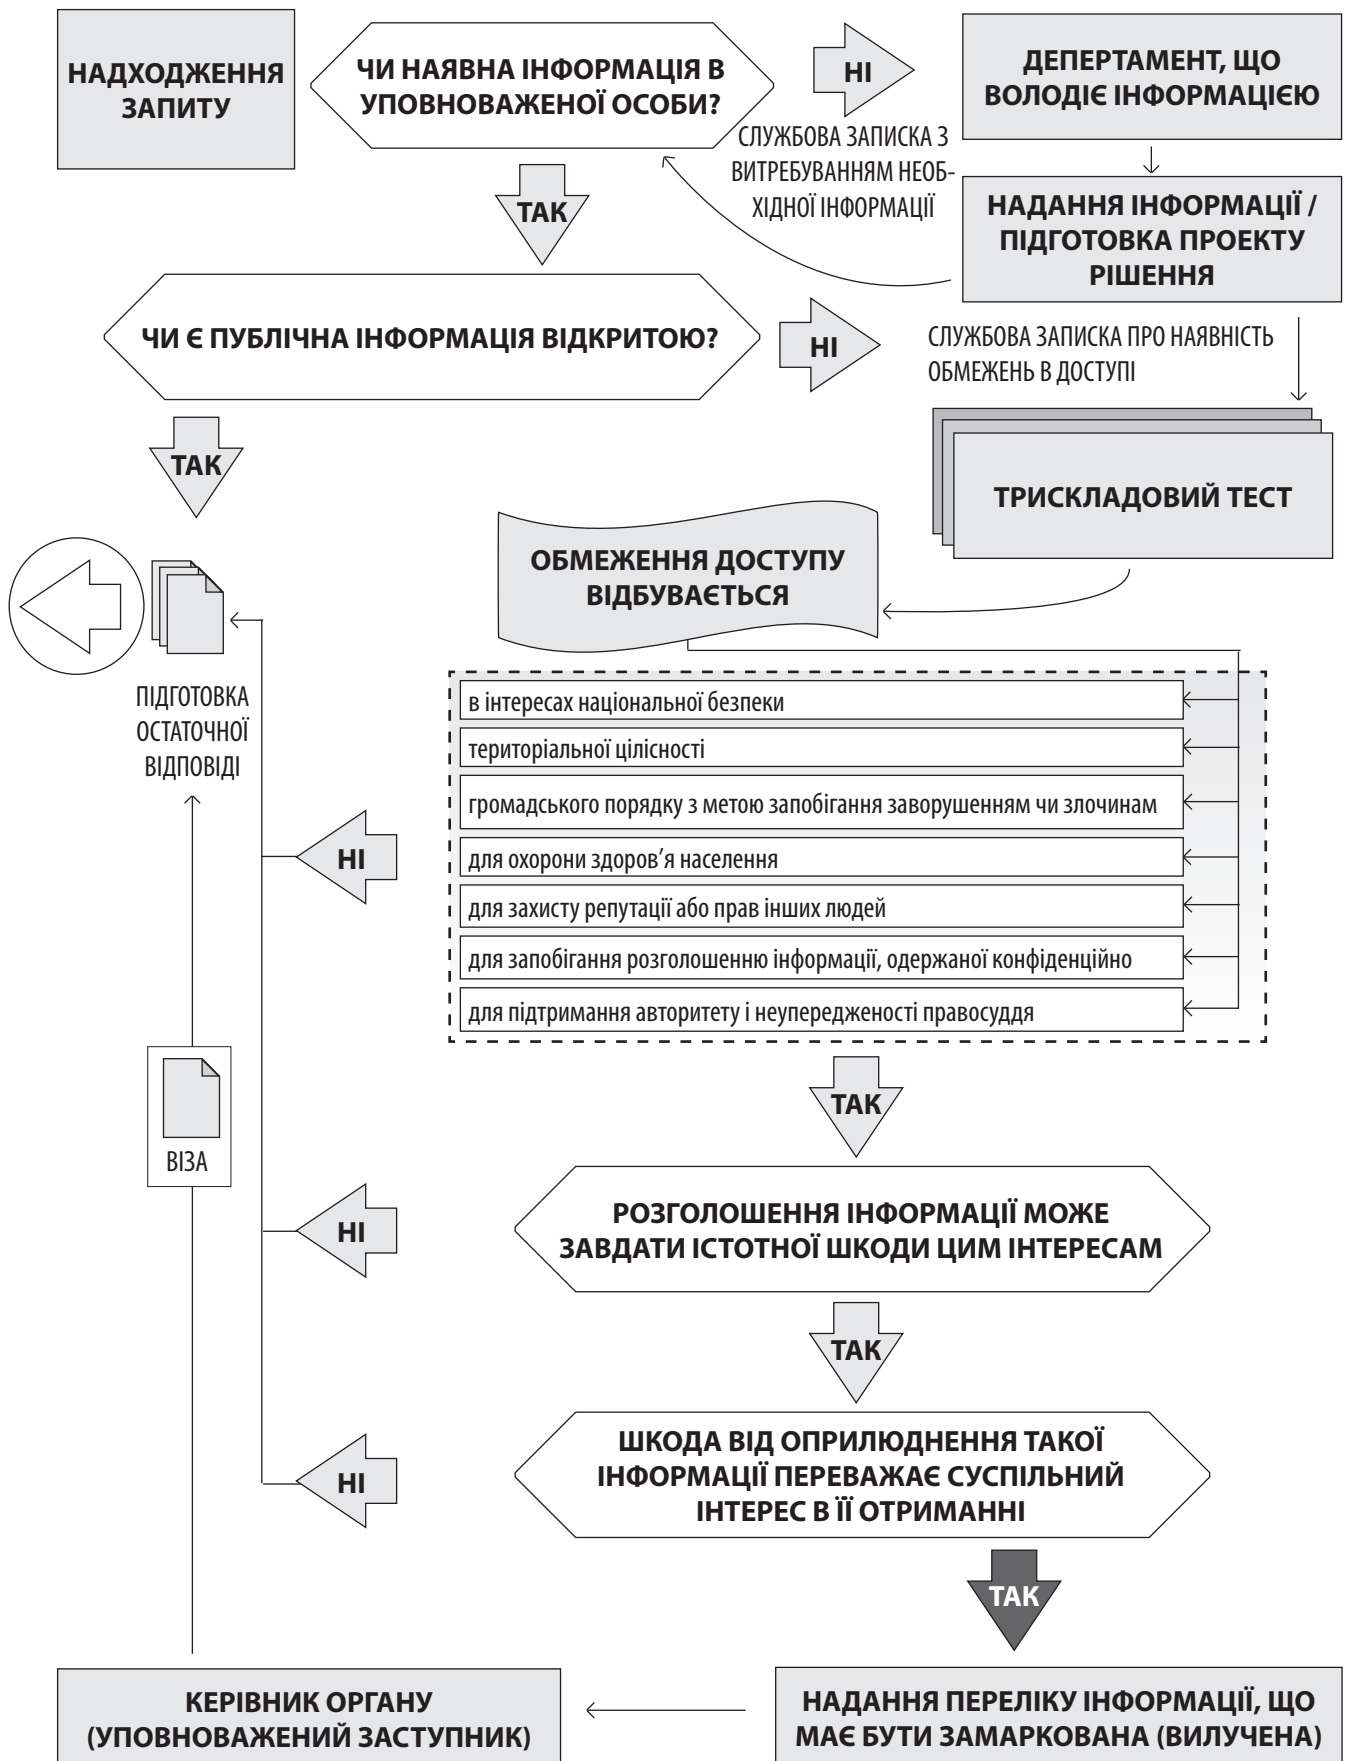 НАДХОДЖЕННЯ
ЗАПИТУ
ЧИ НАЯВНА ІНФОРМАЦІЯ В
УПОВНОВАЖЕНОЇ ОСОБИ?
НІ
ДЕПАРТАМЕНТ, ЩО
ВОЛОДІЄ ІНФОРМАЦІЄЮ
СЛУЖБОВА ЗАПИСКА З
ВИТРЕБУВАННЯМ НЕОБ-
ХІДНОЇ ІНФОРМАЦІЇ
ТАК
НАДАННЯ ІНФОРМАЦІЇ /
ПІДГОТОВКА ПРОЕКТУ
РІШЕННЯ
ЧИ Є ПУБЛІЧНА ІНФОРМАЦІЯ ВІДКРИТОЮ?
НІ
СЛУЖБОВА ЗАПИСКА ПРО НАЯВНІСТЬ
ОБМЕЖЕНЬ В ДОСТУПІ
ТАК
ТРИСКЛАДОВИЙ ТЕСТ
ОБМЕЖЕННЯ ДОСТУПУ
ВІДБУВАЄТЬСЯ
ПІДГОТОВКА
ОСТАТОЧНОЇ
ВІДПОВІДІ
в інтересах національної безпеки
територіальної цілісності
громадського порядку з метою запобігання заворушенням чи злочинам
для охорони здоров’я населення
для захисту репутації або прав інших людей
для запобігання розголошенню інформації, одержаної конфіденційно
для підтримання авторитету і неупередженості правосуддя
НІ
ТАК
ВІЗА
РОЗГОЛОШЕННЯ ІНФОРМАЦІЇ МОЖЕ
ЗАВДАТИ ІСТОТНОЇ ШКОДИ ЦИМ ІНТЕРЕСАМ
НІ
ТАК
ШКОДА ВІД ОПРИЛЮДНЕННЯ ТАКОЇ
ІНФОРМАЦІЇ ПЕРЕВАЖАЄ СУСПІЛЬНИЙ
ІНТЕРЕС В ЇЇ ОТРИМАННІ
НІ
ТАК
КЕРІВНИК ОРГАНУ
(УПОВНОВАЖЕНИЙ ЗАСТУПНИК)
НАДАННЯ ПЕРЕЛІКУ ІНФОРМАЦІЇ, ЩО
МАЄ БУТИ ЗАМАРКОВАНА (ВИЛУЧЕНА)